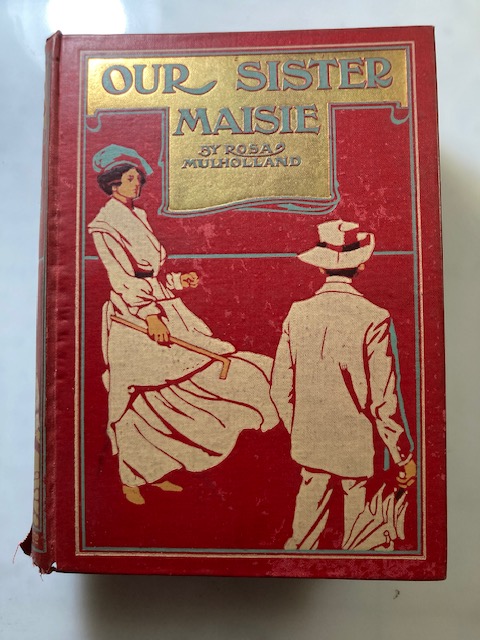 OUR SISTER
MAISIE
BY ROSA
MULHOLLAND